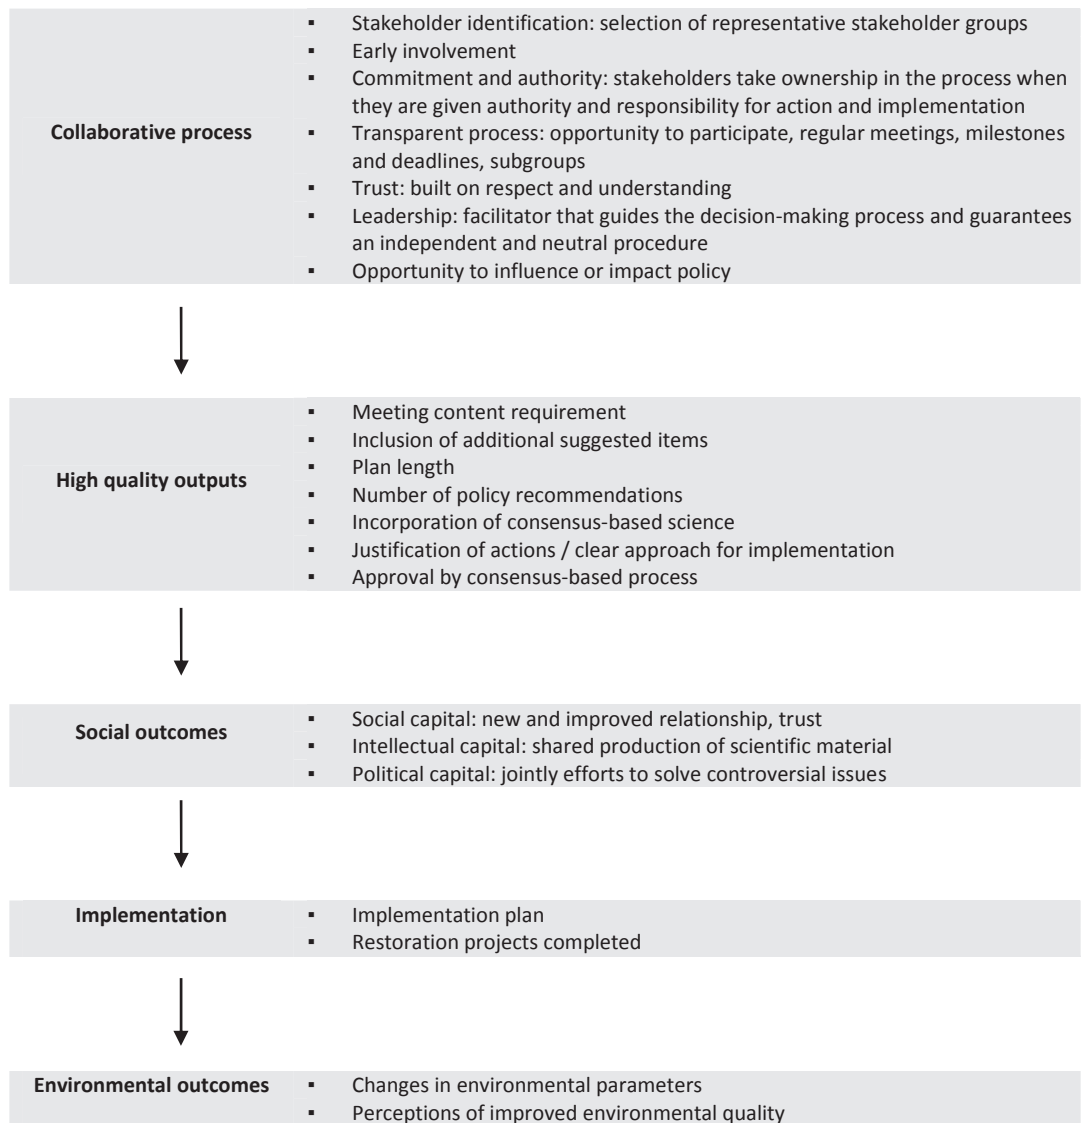 Collaborative process
▪ Stakeholder identification: selection of representative stakeholder groups
▪ Early involvement
▪ Commitment and authority: stakeholders take ownership in the process when
they are given authority and responsibility for action and implementation
▪ Transparent process: opportunity to participate, regular meetings, milestones
and deadlines, subgroups
▪ Trust: built on respect and understanding
▪ Leadership: facilitator that guides the decision-making process and guarantees
an independent and neutral procedure
▪ Opportunity to influence or impact policy
High quality outputs
▪ Meeting content requirement
▪ Inclusion of additional suggested items
▪ Plan length
▪ Number of policy recommendations
▪ Incorporation of consensus-based science
▪ Justification of actions / clear approach for implementation
▪ Approval by consensus-based process
Social outcomes
▪ Social capital: new and improved relationship, trust
▪ Intellectual capital: shared production of scientific material
▪ Political capital: jointly efforts to solve controversial issues
Implementation
▪ Implementation plan
▪ Restoration projects completed
Environmental outcomes
▪ Changes in environmental parameters
▪ Perceptions of improved environmental quality